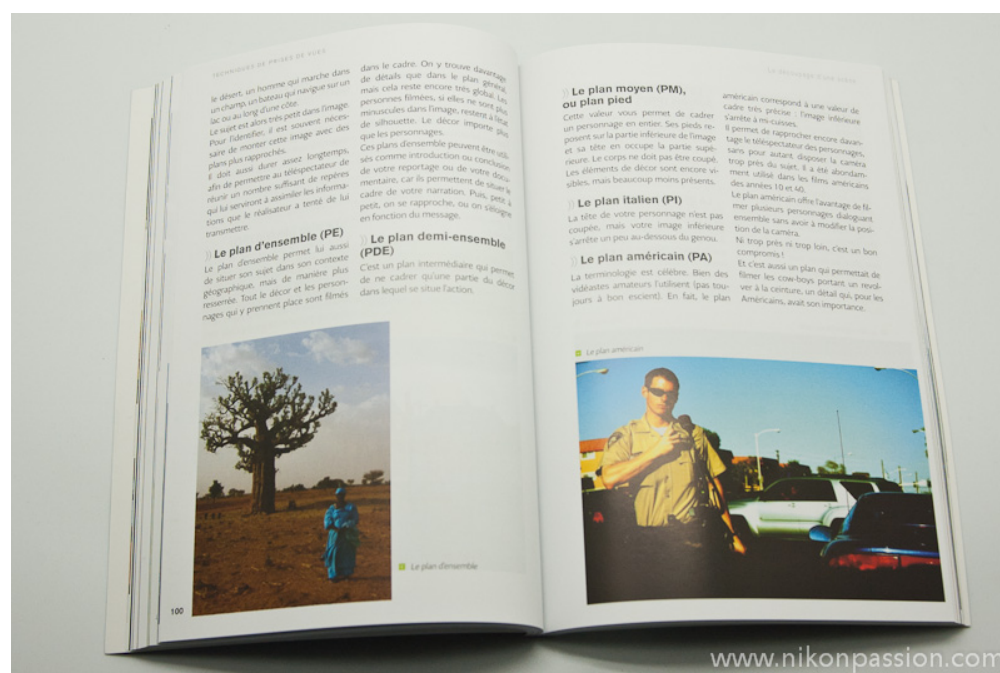 TECHNIQUES DE PRISES DE VUES
le désert, un homme qui marche dans
un champ, un bateau qui navigue sur un
lac ou au long d'une côte.
Le sujet est alors très petit dans l'image.
Pour l'identifier, il est souvent néces-
saire de monter cette image avec des
plans plus rapprochés.
Il doit aussi durer assez longtemps,
afin de permettre au téléspectateur de
réunir un nombre suffisant de repères
qui lui serviront à assimiler les informa-
tions que le réalisateur a tenté de lui
transmettre.
Le plan d'ensemble (PE)
Le plan d'ensemble permet lui aussi
de situer son sujet dans son contexte
géographique, mais de manière plus
resserrée. Tout le décor et les person-
nages qui y prennent place sont filmés
dans le cadre. On y trouve davantage
de détails que dans le plan général,
mais cela reste encore très global. Les
personnes filmées, si elles ne sont plus
minuscules dans l'image, restent à l'état
de silhouette. Le décor importe plus
que les personnages.
Ces plans d'ensemble peuvent être utili-
sés comme introduction ou conclusion
de votre reportage ou de votre docu-
mentaire, car ils permettent de situer le
cadre de votre narration. Puis, petit à
petit, on se rapproche, ou on s'éloigne
en fonction du message.
Le plan demi-ensemble
(PDE)
C'est un plan intermédiaire qui permet
de ne cadrer qu'une partie du décor
dans lequel se situe l'action.
Le plan d'ensemble
100
Le plan moyen (PM),
ou plan pied
Cette valeur vous permet de cadrer
un personnage en entier. Ses pieds re-
posent sur la partie inférieure de l'image
et sa tête en occupe la partie supé-
rieure. Le corps ne doit pas être coupé.
Les éléments de décor sont encore vi-
sibles, mais beaucoup moins présents.
Le plan italien (PI)
La tête de votre personnage n'est pas
coupée, mais votre image inférieure
s'arrête un peu au-dessous du genou.
Le plan américain (PA)
La terminologie est célèbre. Bien des
vidéastes amateurs l'utilisent (pas tou-
jours à bon escient). En fait, le plan
américain correspond à une valeur de
cadre très précise : l'image inférieure
s'arrête à mi-cuisses.
Il permet de rapprocher encore davan-
tage le téléspectateur des personnages,
sans pour autant disposer la caméra
trop près du sujet. Il a été abondam-
ment utilisé dans les films américains
des années 10 et 40.
Le plan américain offre l'avantage de fil-
mer plusieurs personnages dialoguant
ensemble sans avoir à modifier la posi-
tion de la caméra.
Ni trop près ni trop loin, c'est un bon
compromis !
Et c'est aussi un plan qui permettait de
filmer les cow-boys portant un revol-
ver à la ceinture, un détail qui, pour les
Américains, avait son importance.
Le plan américain
www.nikonpassion.com